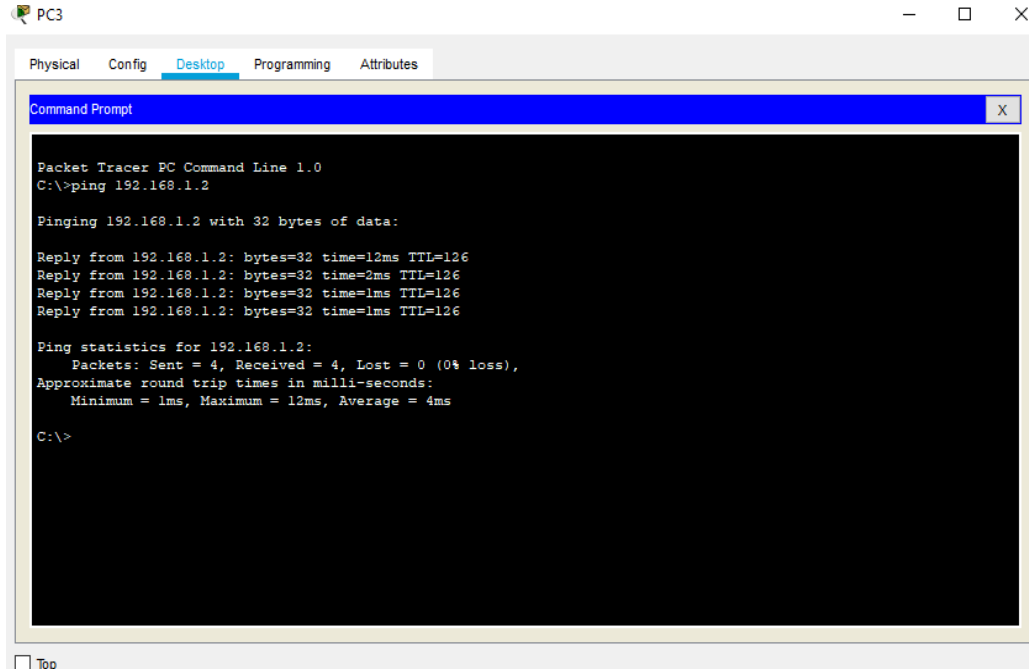 PC3
Physical Config Desktop Programming Attributes
Command Prompt
X
Packet Tracer PC Command Line 1.0
C:\>ping 192.168.1.2
Pinging 192.168.1.2 with 32 bytes of data:
Reply from 192.168.1.2: bytes=32 time=12ms TTL=126
Reply from 192.168.1.2: bytes=32 time=2ms TTL=126
Reply from 192.168.1.2: bytes=32 time=1ms TTL=126
Reply from 192.168.1.2: bytes=32 time=1ms TTL=126
Ping statistics for 192.168.1.2:
    Packets: Sent = 4, Received = 4, Lost = 0 (0% loss),
Approximate round trip times in milli-seconds:
    Minimum = 1ms, Maximum = 12ms, Average = 4ms
C:\>
Top